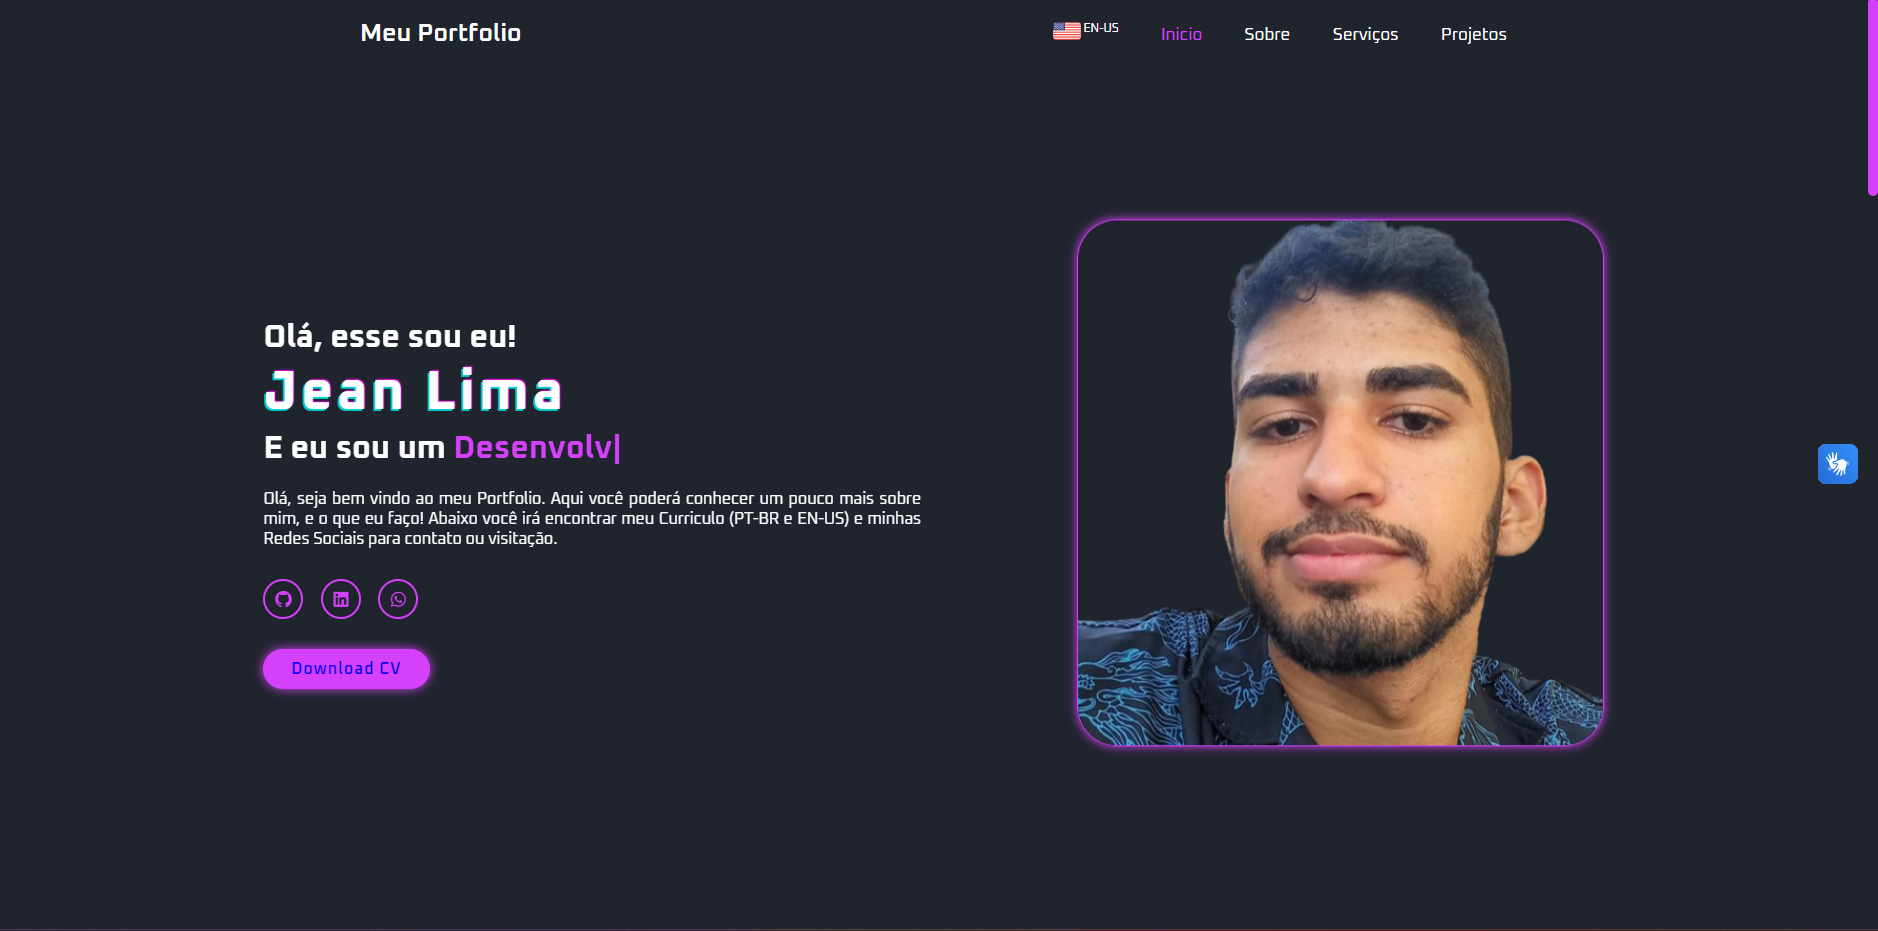 Meu Portfolio
EN-US
Inicio
Sobre
Serviços
Projetos
Olá, esse sou eu!
Jean Lima
E eu sou um Desenvolv|
Olá, seja bem vindo ao meu Portfolio. Aqui você poderá conhecer um pouco mais sobre
mim, e o que eu faço! Abaixo você irá encontrar meu Curriculo (PT-BR e EN-US) e minhas
Redes Sociais para contato ou visitação.
in
Download CV